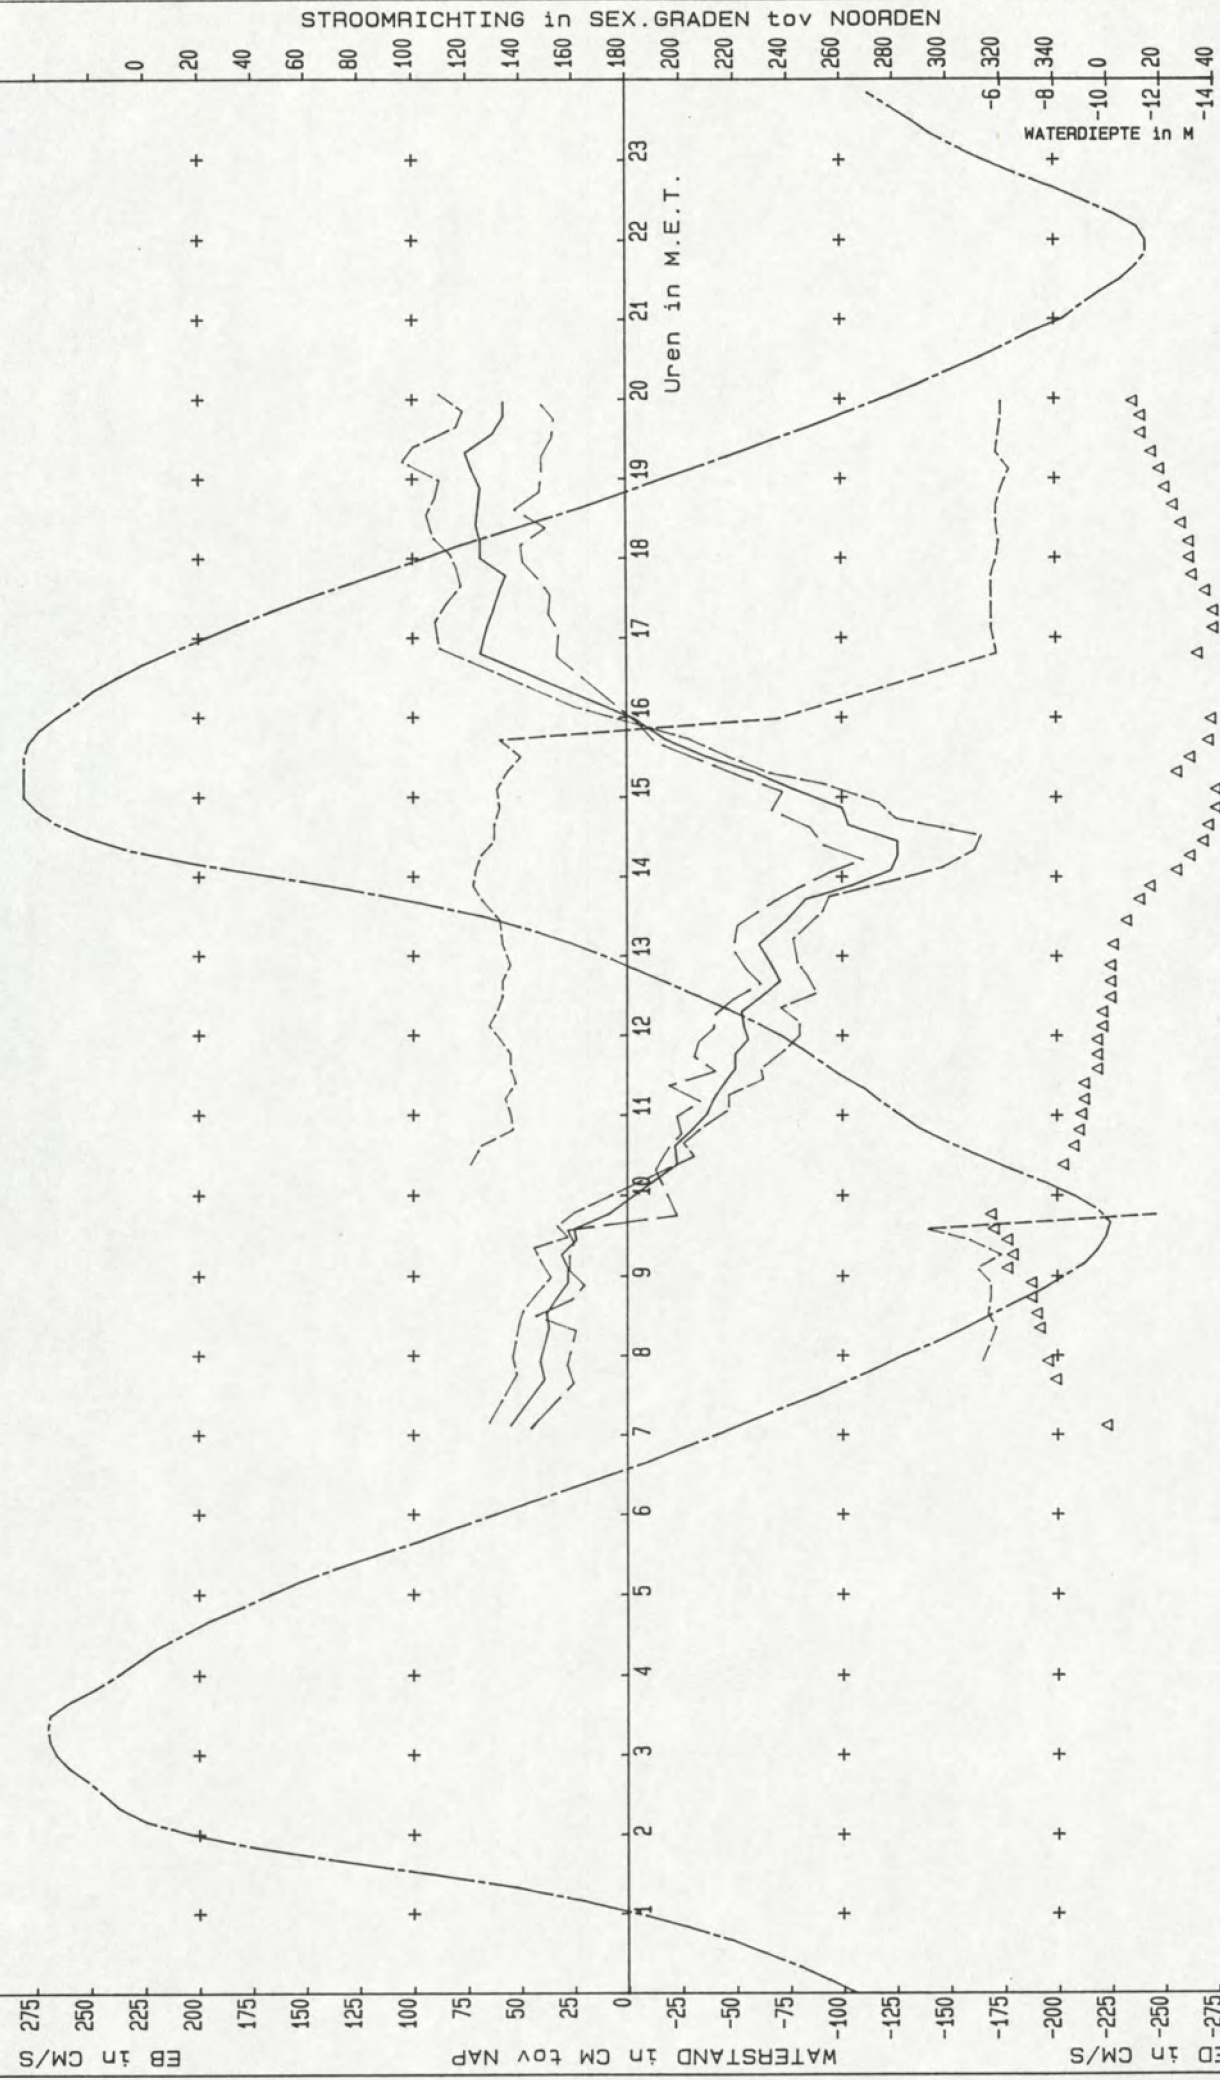 STROOMRICHTING in SEX.GRADEN tov NOORDEN
0 20 40 60 80 100 120 140 160 180 200 220 240 260 280 300 320 340 0 20 40
-6 -8 -10 -12 -14
WATERDIEPTE in M
Uren in M.E.T.
1 2 3 4 5 6 7 8 9 10 11 12 13 14 15 16 17 18 19 20 21 22 23
275 250 225 200 175 150 125 100 75 50 25 0 -25 -50 -75 -100 -125 -150 -175 -200 -225 -250 -275
EB in CM/S
WATERSTAND in CM tov NAP
ED in CM/S